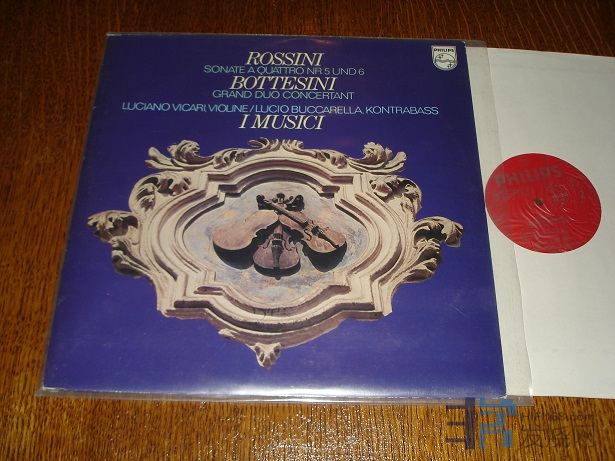 ROSSINI
SONATE A QUATTRO NR 5 UND 6
BOTTESINI
GRAND DUO CONCERTANT
LUCIANO VICARI, VIOLINE/LUCIO BUCCARELLA, KONTRABASS
I MUSICI
PHILIPS
PHILIPS